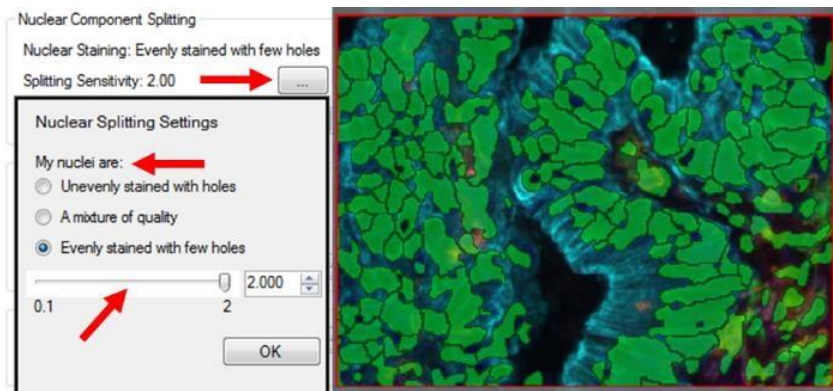 Nuclear Component Splitting
Nuclear Staining: Evenly stained with few holes
Splitting Sensitivity: 2.00
...
Nuclear Splitting Settings
My nuclei are:
Unevenly stained with holes
A mixture of quality
Evenly stained with few holes
2.000
0.1 2
OK